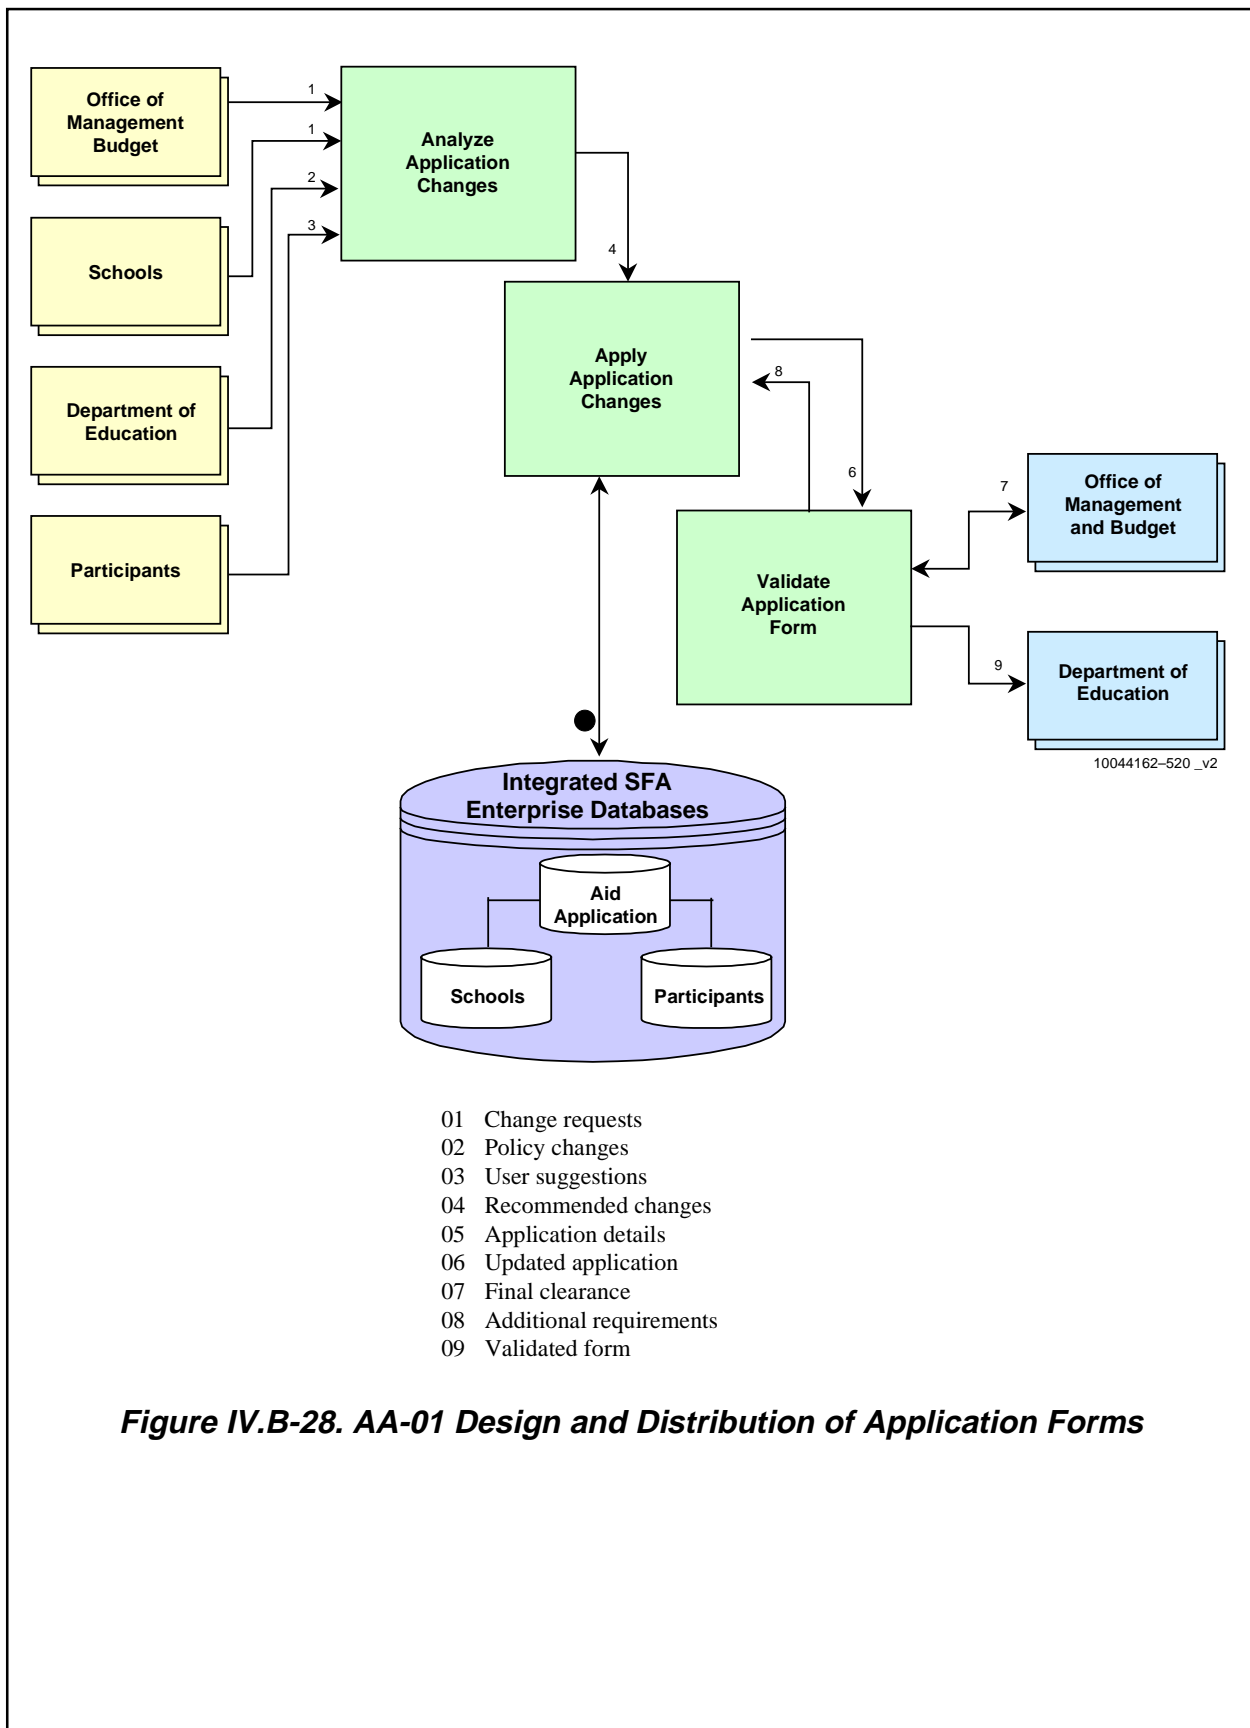 Office of
Management
Budget
1
Analyze
Application
Changes
1
2
Schools
3
4
Department of
Education
Apply
Application
Changes
8
6
Participants
7
Office of
Management
and Budget
Validate
Application
Form
9
Department of
Education
10044162–520 _v2
Integrated SFA
Enterprise Databases
Aid
Application
Schools
Participants
01 Change requests
02 Policy changes
03 User suggestions
04 Recommended changes
05 Application details
06 Updated application
07 Final clearance
08 Additional requirements
09 Validated form
Figure IV.B-28. AA-01 Design and Distribution of Application Forms